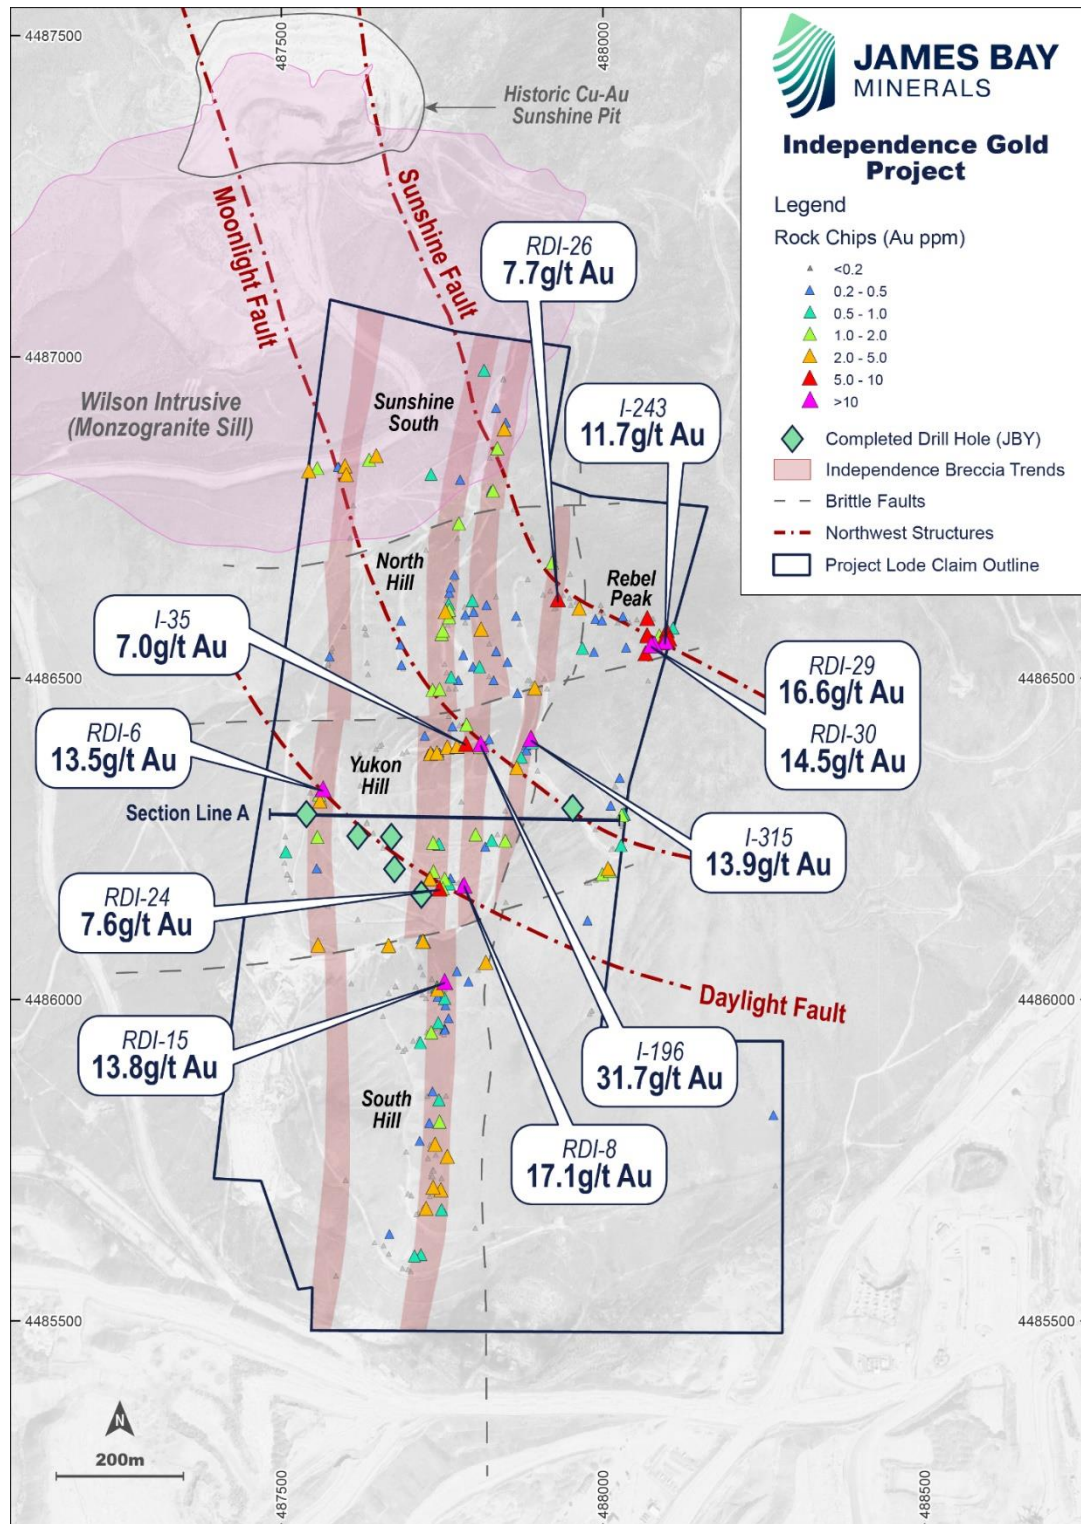 JAMES BAY
MINERALS
Independence Gold
Project
Legend
Rock Chips (Au ppm)
<0.2
0.2 - 0.5
0.5 - 1.0
1.0 - 2.0
2.0 - 5.0
5.0 - 10
>10
Completed Drill Hole (JBY)
Independence Breccia Trends
Brittle Faults
Northwest Structures
Project Lode Claim Outline
4487500
487500
488000
Historic Cu-Au
Sunshine Pit
Moonlight Fault
Sunshine Fault
RDI-26
7.7g/t Au
4487000
Wilson Intrusive
(Monzogranite Sill)
Sunshine
South
I-243
11.7g/t Au
North
Hill
Rebel
Peak
I-35
7.0g/t Au
4486500
4486500
RDI-29
16.6g/t Au
RDI-30
14.5g/t Au
RDI-6
13.5g/t Au
Yukon
Hill
Section Line A
I-315
13.9g/t Au
RDI-24
7.6g/t Au
4486000
4486000
Daylight Fault
RDI-15
13.8g/t Au
I-196
31.7g/t Au
South
Hill
RDI-8
17.1g/t Au
4485500
4485500
N
200m
487500
488000
488500